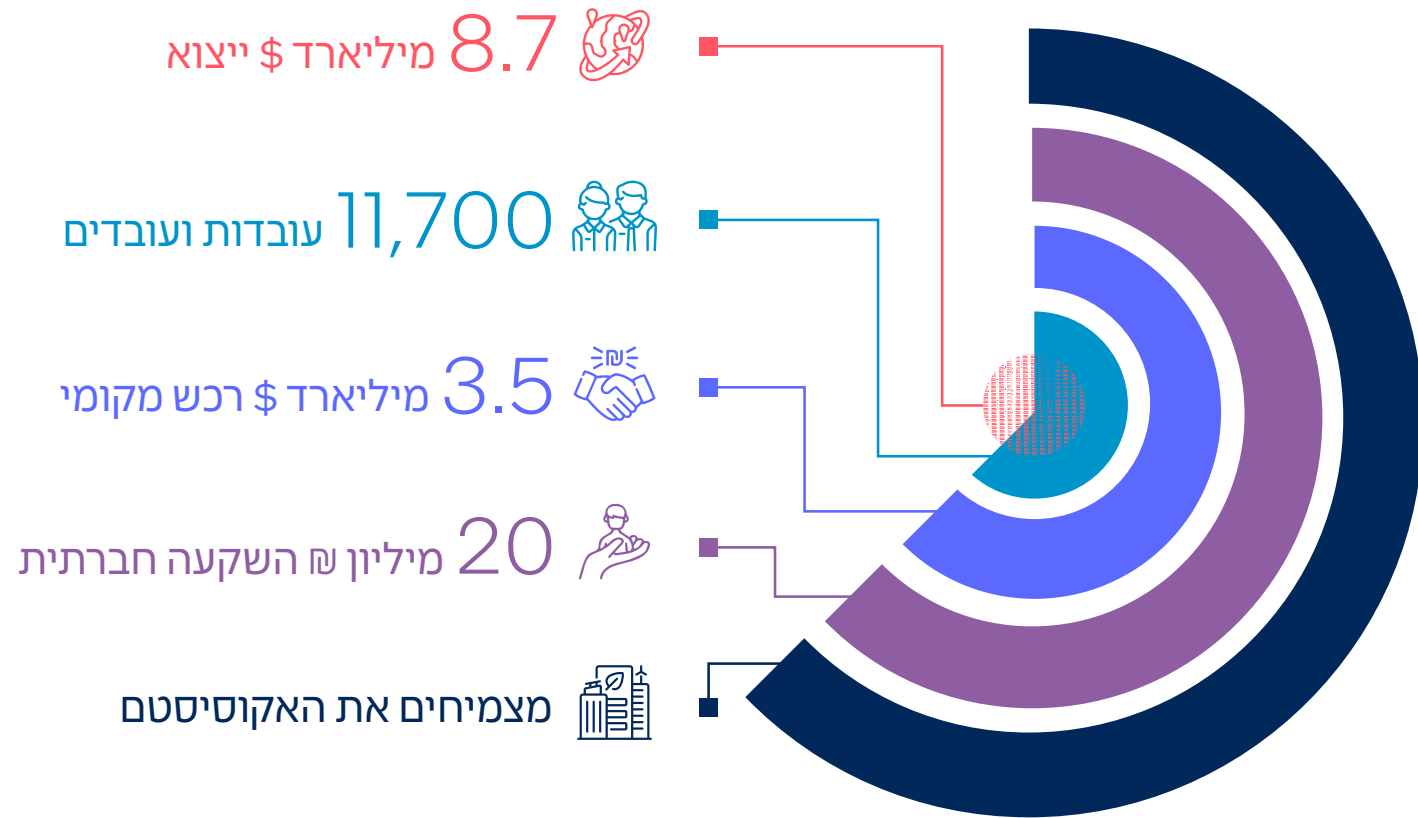 8.7 מיליארד $ ייצוא
11,700 עובדות ועובדים
₪
3.5 מיליארד $ רכש מקומי
20 מיליון ₪ השקעה חברתית
מצמיחים את האקוסיסטם